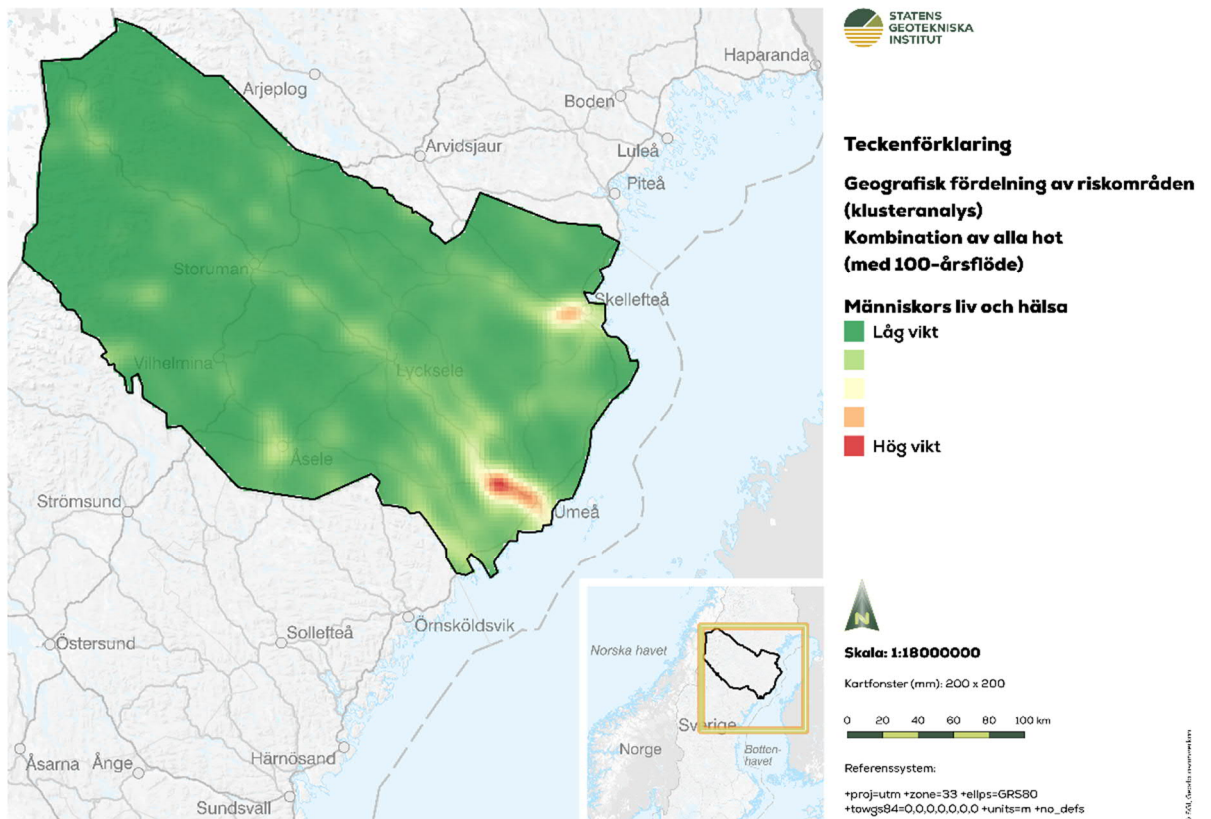 STATENS
GEOTEKNISKA
INSTITUT
Haparanda
Arjeplog
Boden
Arvidsjaur
Luleå
Piteå
Storuman
Skellefteå
Vilhelmina
Lycksele
Åsele
Strömsund
Umeå
Örnsköldsvik
Östersund
Sollefteå
Åsarna
Ånge
Härnösand
Sundsvall
Norska havet
Sverige
Norge
Botten-
havet
Teckenförklaring
Geografisk fördelning av riskområden
(klusteranalys)
Kombination av alla hot
(med 100-årsflöde)
Människors liv och hälsa
Låg vikt
Hög vikt
N
Skala: 1:18000000
Kartfonster (mm): 200 x 200
0 20 40 60 80 100 km
Referenssystem:
+proj=utm +zone=33 +ellps=GRS80
+towgs84=0,0,0,0,0,0,0 +units=m +no_defs